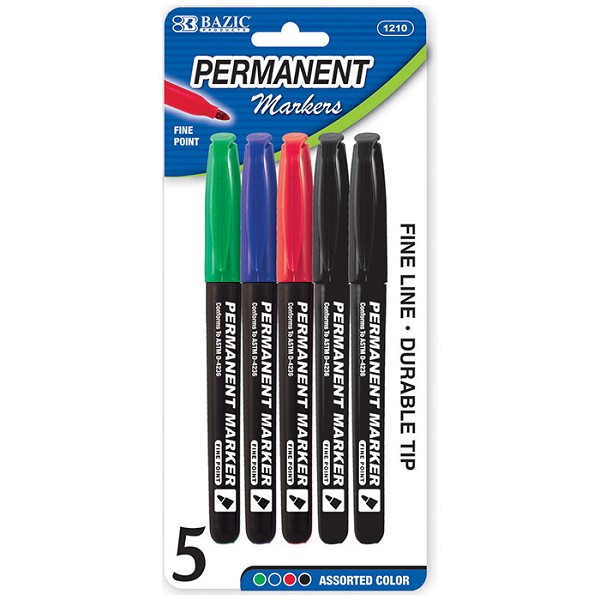 BAZIC
PRODUCTS
1210
PERMANENT
Markers
FINE
POINT
PERMANENT MARKER
Conforms To ASTM D-4236
FINE POINT
PERMANENT MARKER
Conforms To ASTM D-4236
FINE POINT
PERMANENT MARKER
Conforms To ASTM D-4236
FINE POINT
PERMANENT MARKER
Conforms To ASTM D-4236
FINE POINT
PERMANENT MARKER
Conforms To ASTM D-4236
FINE POINT
FINE LINE • DURABLE TIP
5
ASSORTED COLOR